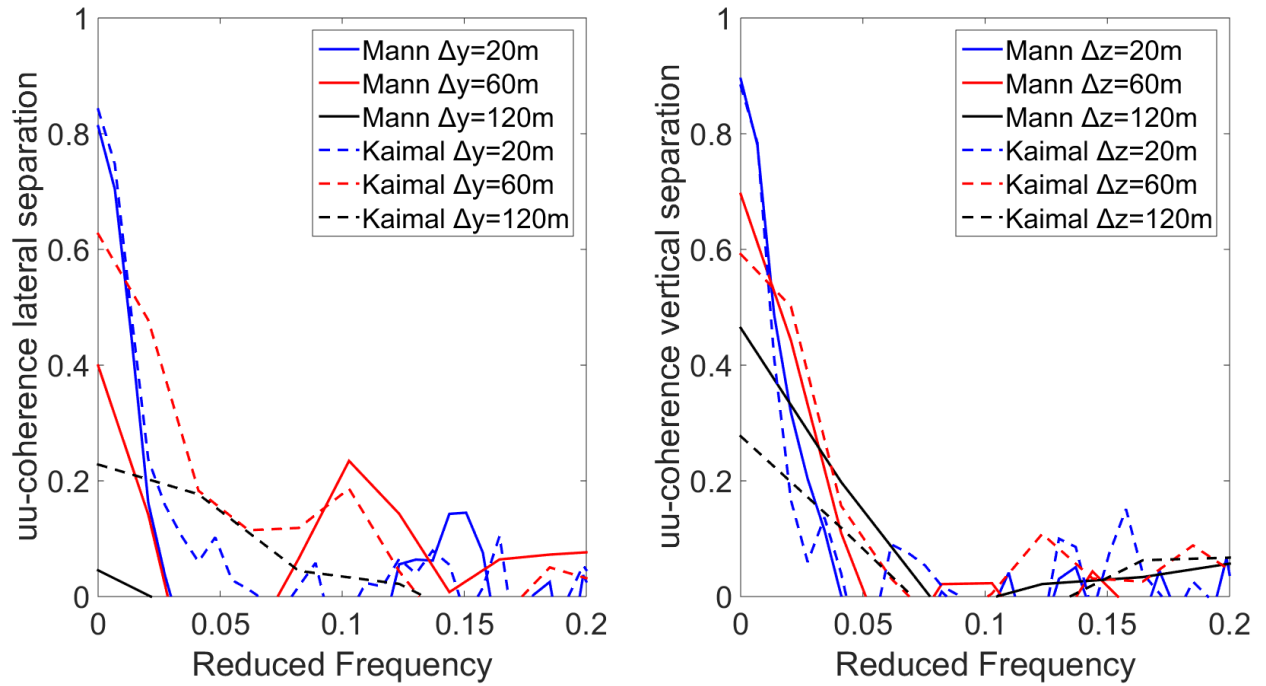 uu-coherence lateral separation
1
0.8
0.6
0.4
0.2
0
0
0.05
0.1
0.15
0.2
Reduced Frequency
Mann Δy=20m
Mann Δy=60m
Mann Δy=120m
Kaimal Δy=20m
Kaimal Δy=60m
Kaimal Δy=120m
uu-coherence vertical separation
1
0.8
0.6
0.4
0.2
0
0
0.05
0.1
0.15
0.2
Reduced Frequency
Mann Δz=20m
Mann Δz=60m
Mann Δz=120m
Kaimal Δz=20m
Kaimal Δz=60m
Kaimal Δz=120m